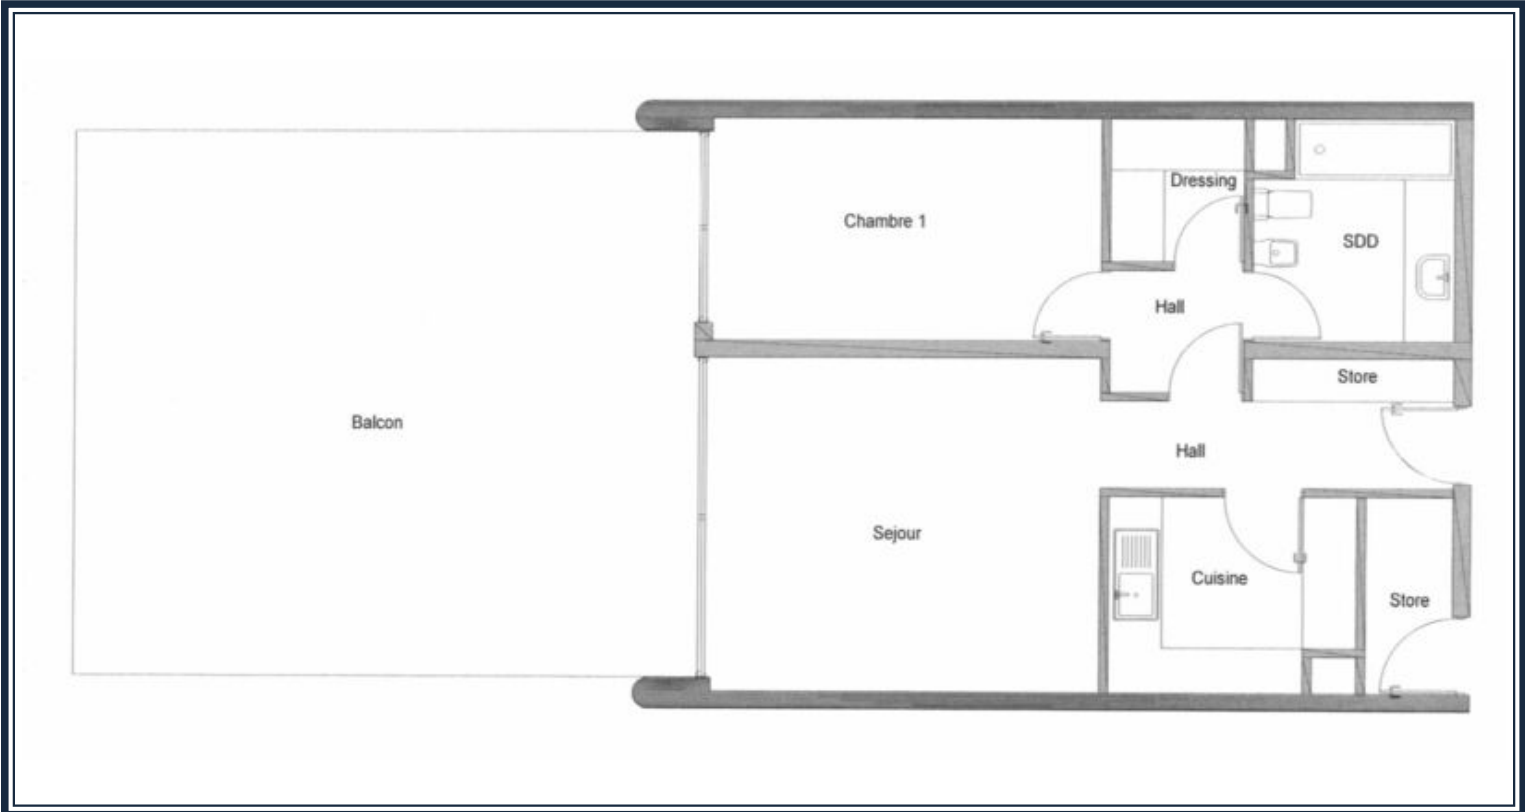 Dressing
Chambre 1
SDD
Hall
Store
Balcon
Hall
Sejour
Cuisine
Store